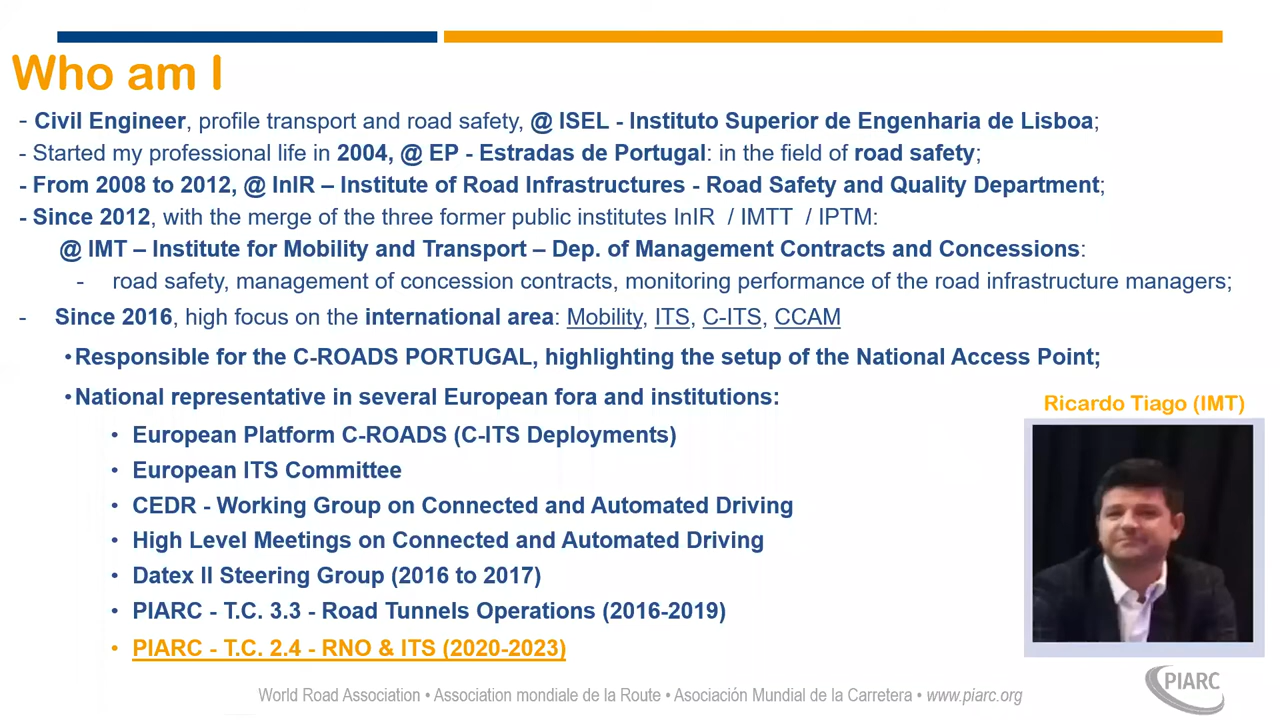 Who am I
- Civil Engineer, profile transport and road safety, @ ISEL - Instituto Superior de Engenharia de Lisboa;
- Started my professional life in 2004, @ EP - Estradas de Portugal: in the field of road safety;
- From 2008 to 2012, @ InIR – Institute of Road Infrastructures - Road Safety and Quality Department;
- Since 2012, with the merge of the three former public institutes InIR / IMTT / IPTM:
@ IMT – Institute for Mobility and Transport – Dep. of Management Contracts and Concessions:
- road safety, management of concession contracts, monitoring performance of the road infrastructure managers;
- Since 2016, high focus on the international area: Mobility, ITS, C-ITS, CCAM
•Responsible for the C-ROADS PORTUGAL, highlighting the setup of the National Access Point;
•National representative in several European fora and institutions:
• European Platform C-ROADS (C-ITS Deployments)
• European ITS Committee
• CEDR - Working Group on Connected and Automated Driving
• High Level Meetings on Connected and Automated Driving
• Datex II Steering Group (2016 to 2017)
• PIARC - T.C. 3.3 - Road Tunnels Operations (2016-2019)
• PIARC - T.C. 2.4 - RNO & ITS (2020-2023)
Ricardo Tiago (IMT)
World Road Association • Association mondiale de la Route • Asociación Mundial de la Carretera • www.piarc.org
PIARC